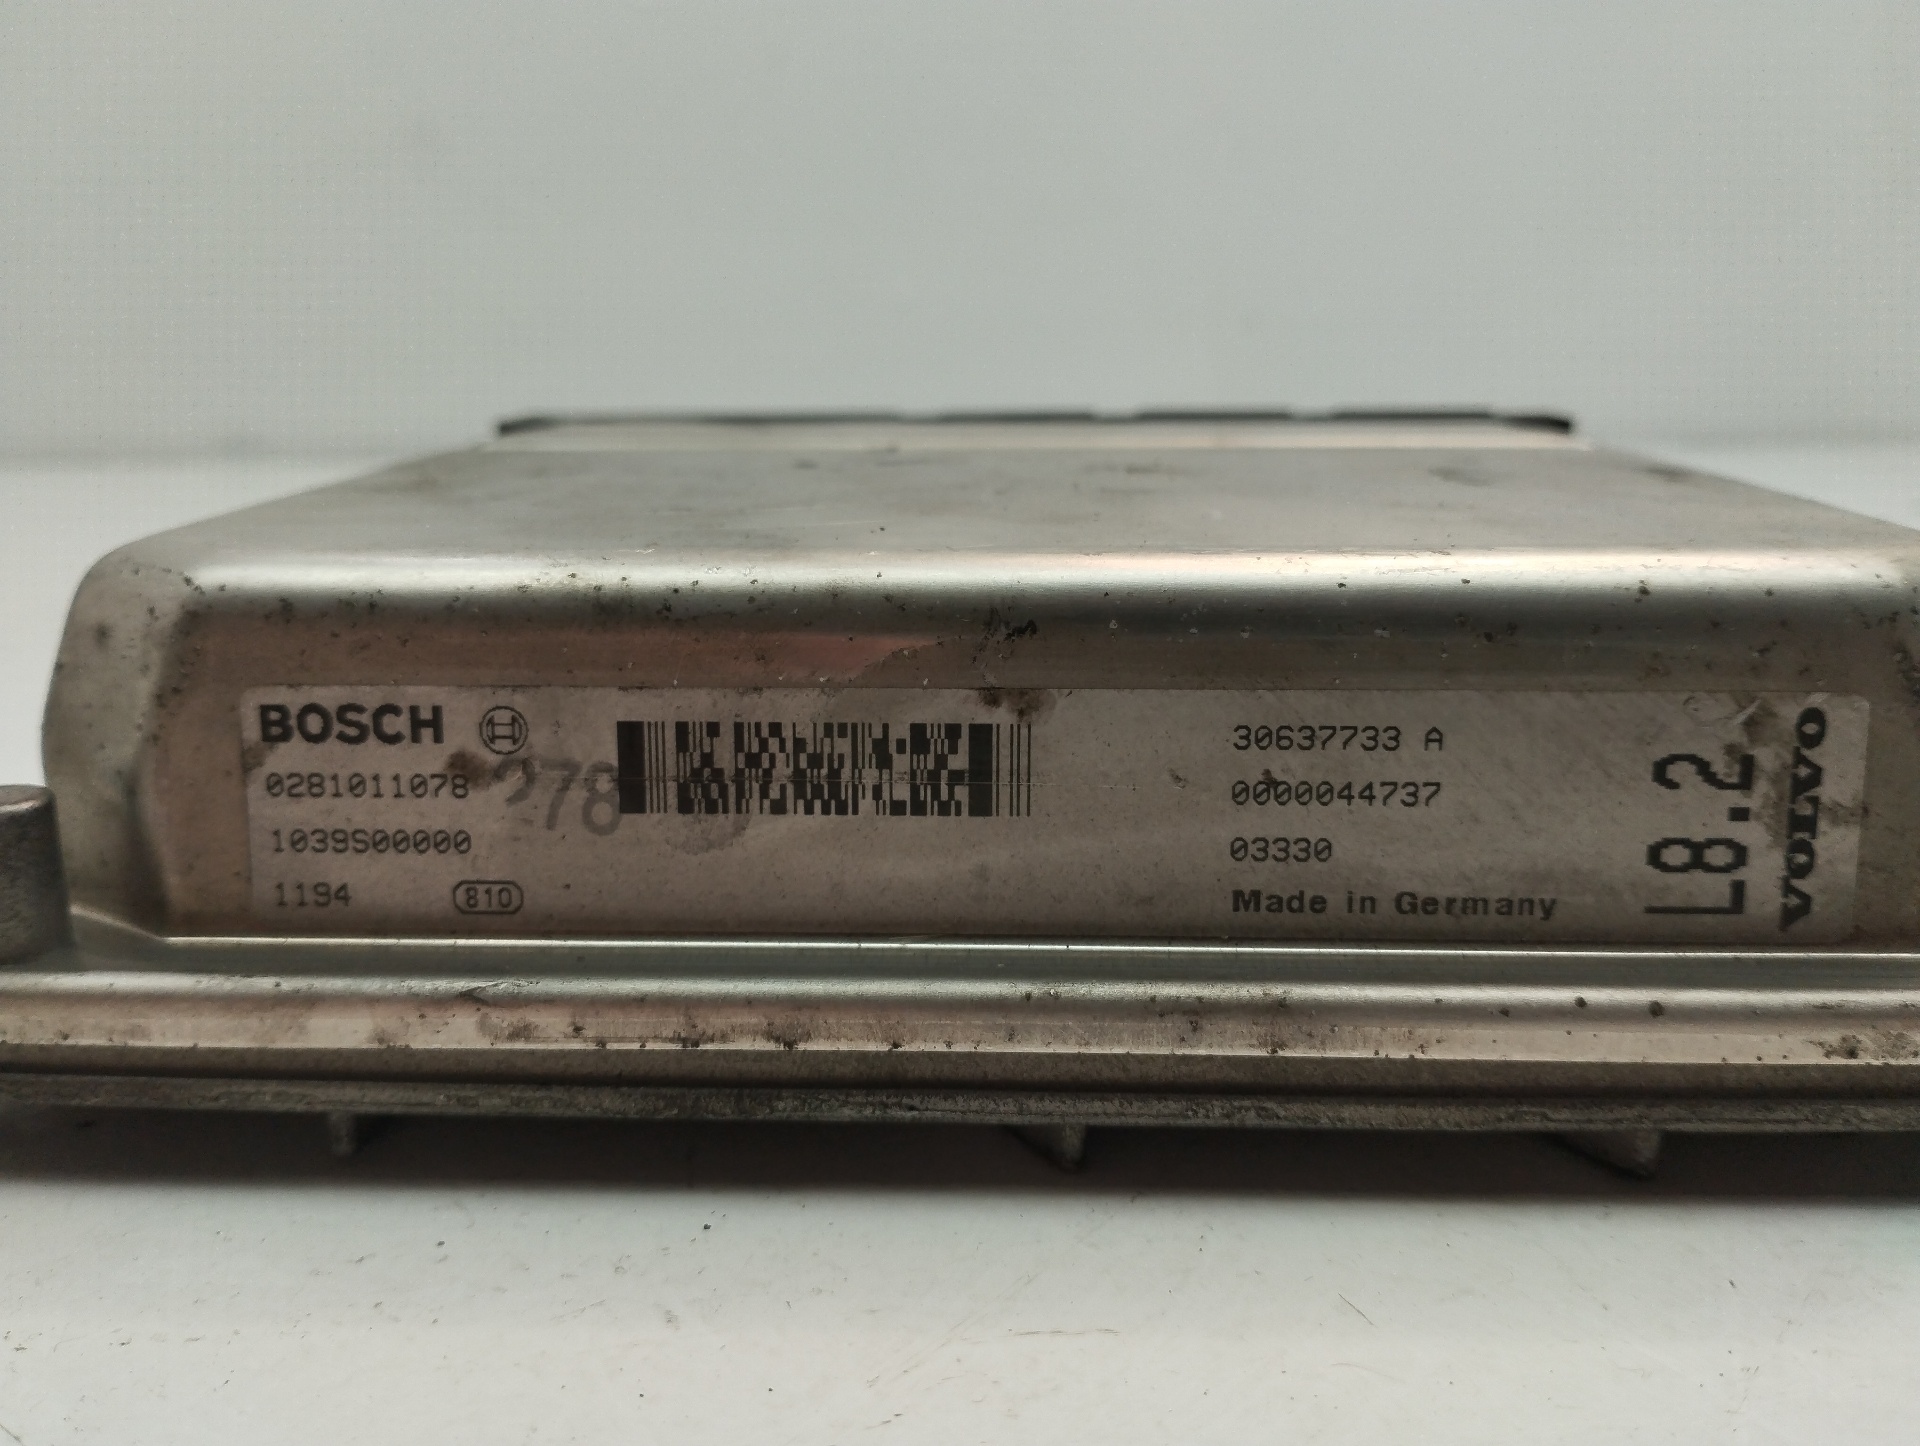 BOSCH
0281011078
278
1039S00000
1194
810
30637733 A
0000044737
03330
Made in Germany
L8.2
VOLVO